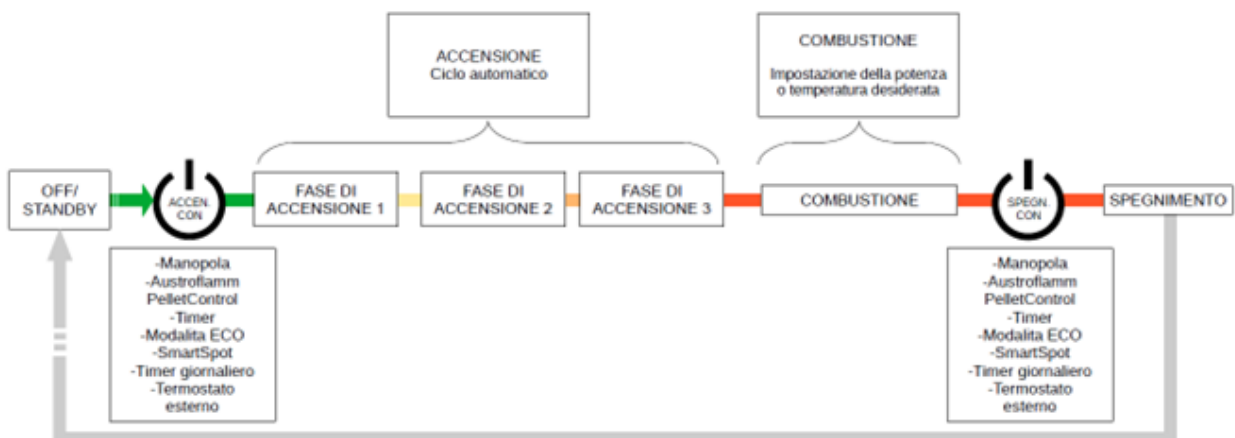 ACCENSIONE
Ciclo automatico
COMBUSTIONE
Impostazione della potenza
o temperatura desiderata
OFF/
STANDBY
ACCEN.
CON
FASE DI
ACCENSIONE 1
FASE DI
ACCENSIONE 2
FASE DI
ACCENSIONE 3
COMBUSTIONE
SPEGN.
CON
SPEGNIMENTO
-Manopola
-Austroflamm
PelletControl
-Timer
-Modalita ECO
-SmartSpot
-Timer giornaliero
-Termostato
esterno
-Manopola
-Austroflamm
PelletControl
-Timer
-Modalita ECO
-SmartSpot
-Timer giornaliero
-Termostato
esterno